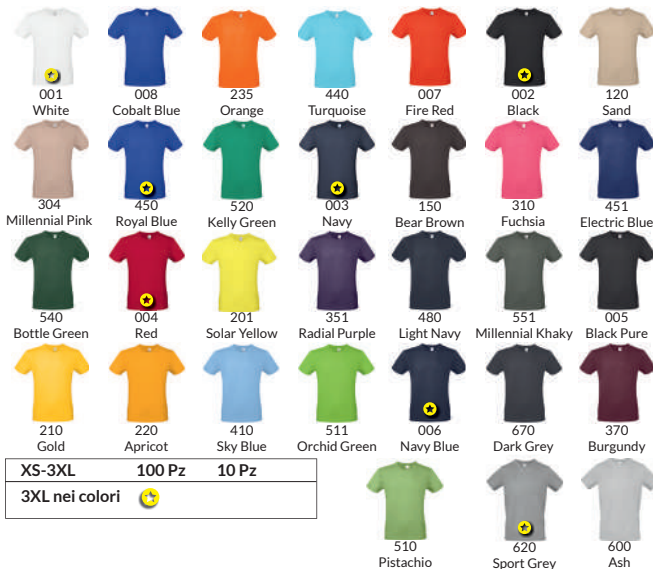 001 008 235 440 007 002 120
White Cobalt Blue Orange Turquoise Fire Red Black Sand
304 450 520 003 150 310 451
Millennial Pink Royal Blue Kelly Green Navy Bear Brown Fuchsia Electric Blue
540 004 201 351 480 551 005
Bottle Green Red Solar Yellow Radial Purple Light Navy Millennial Khaky Black Pure
210 220 410 511 006 670 370
Gold Apricot Sky Blue Orchid Green Navy Blue Dark Grey Burgundy
XS-3XL 100 Pz 10 Pz
3XL nei colori
510 620 600
Pistachio Sport Grey Ash